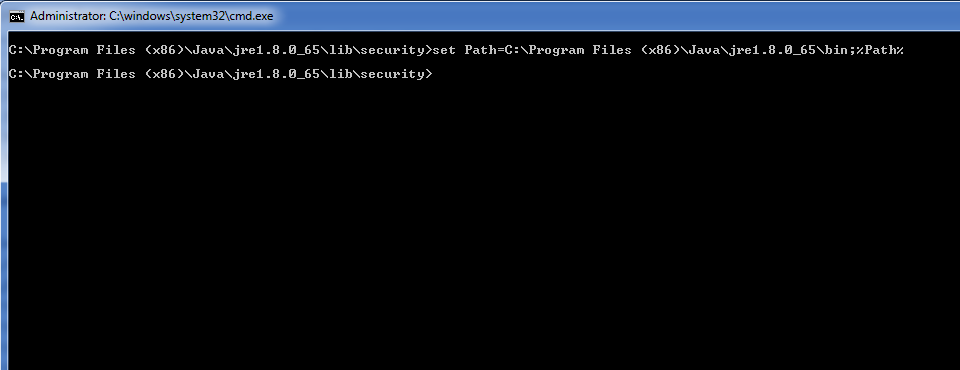 Administrator: C:\windows\system32\cmd.exe
C:\Program Files (x86)\Java\jre1.8.0_65\lib\security>set Path=C:\Program Files (x86)\Java\jre1.8.0_65\bin;%Path%
C:\Program Files (x86)\Java\jre1.8.0_65\lib\security>